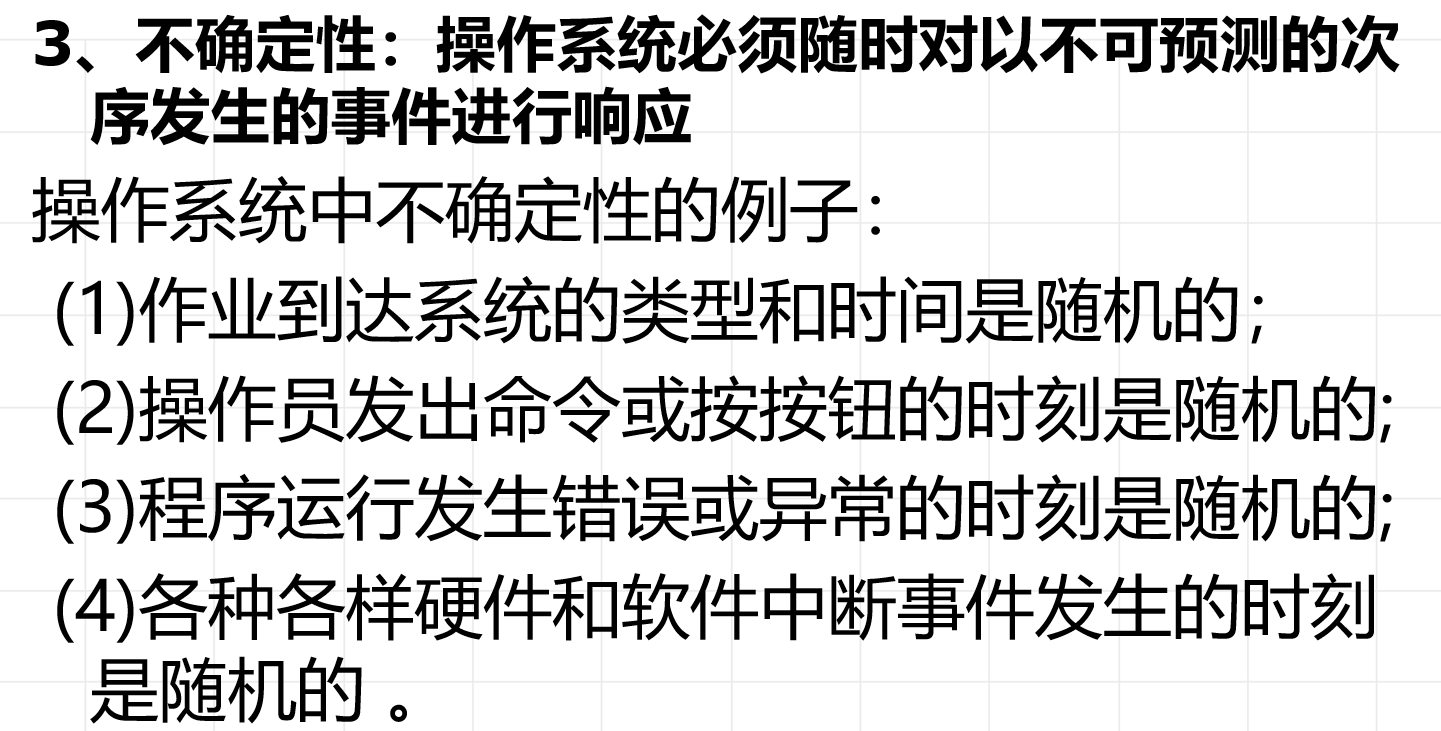 3、不确定性：操作系统必须随时对以不可预测的次
序发生的事件进行响应
操作系统中不确定性的例子：
(1)作业到达系统的类型和时间是随机的；
(2)操作员发出命令或按按钮的时刻是随机的;
(3)程序运行发生错误或异常的时刻是随机的;
(4)各种各样硬件和软件中断事件发生的时刻
是随机的 。